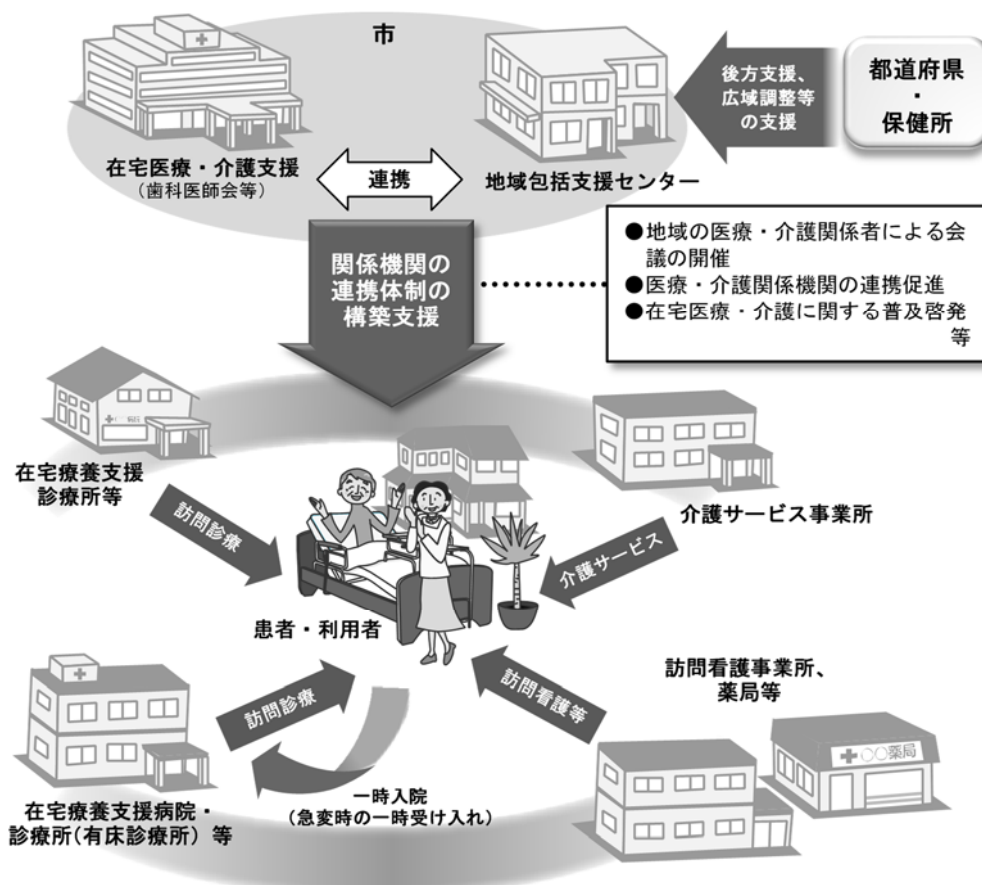 市
在宅医療・介護支援
（歯科医師会等）
連携
地域包括支援センター
後方支援、
広域調整等
の支援
都道府県
・
保健所
関係機関の
連携体制の
構築支援
●地域の医療・介護関係者による会
議の開催
●医療・介護関係機関の連携促進
●在宅医療・介護に関する普及啓発
等
在宅療養支援
診療所等
訪問診療
介護サービス事業所
介護サービス
患者・利用者
訪問診療
訪問看護等
訪問看護事業所、
薬局等
○○薬局
在宅療養支援病院・
診療所(有床診療所) 等
一時入院
(急変時の一時受け入れ)